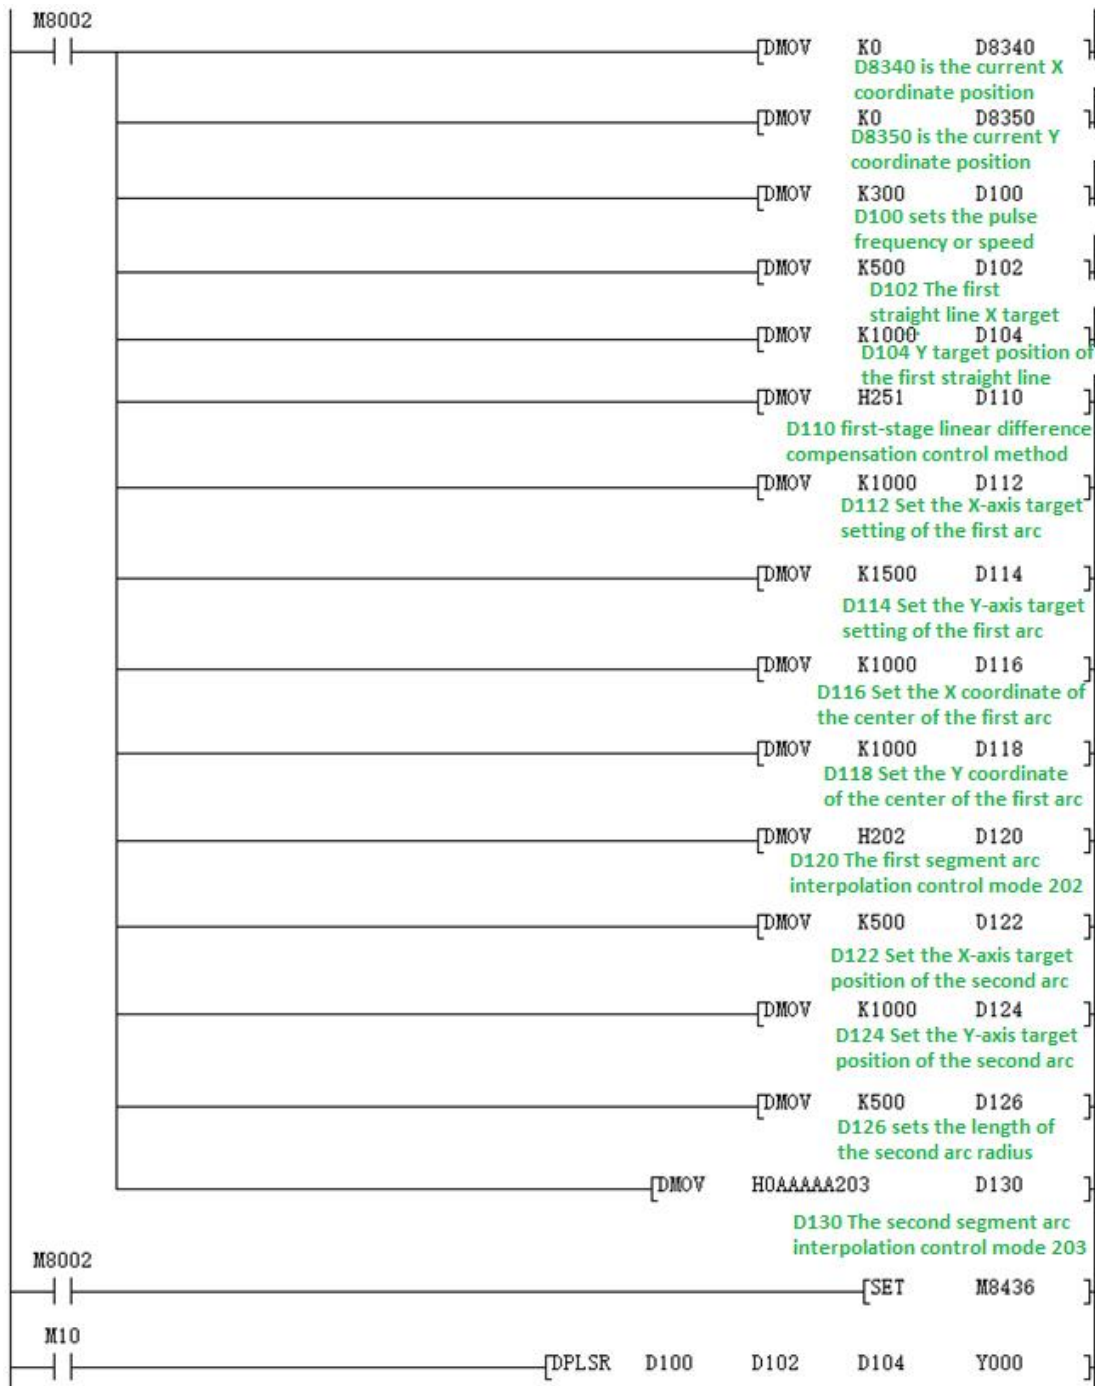 M8002
DMOV K0 D8340
D8340 is the current X
coordinate position
DMOV K0 D8350
D8350 is the current Y
coordinate position
DMOV K300 D100
D100 sets the pulse
frequency or speed
DMOV K500 D102
D102 The first
straight line X target
DMOV K1000 D104
D104 Y target position of
the first straight line
DMOV H251 D110
D110 first-stage linear difference
compensation control method
DMOV K1000 D112
D112 Set the X-axis target
setting of the first arc
DMOV K1500 D114
D114 Set the Y-axis target
setting of the first arc
DMOV K1000 D116
D116 Set the X coordinate of
the center of the first arc
DMOV K1000 D118
D118 Set the Y coordinate
of the center of the first arc
DMOV H202 D120
D120 The first segment arc
interpolation control mode 202
DMOV K500 D122
D122 Set the X-axis target
position of the second arc
DMOV K1000 D124
D124 Set the Y-axis target
position of the second arc
DMOV K500 D126
D126 sets the length of
the second arc radius
DMOV H0AAAAA203 D130
D130 The second segment arc
interpolation control mode 203
M8002
SET M8436
M10
DPLSR D100 D102 D104 Y000